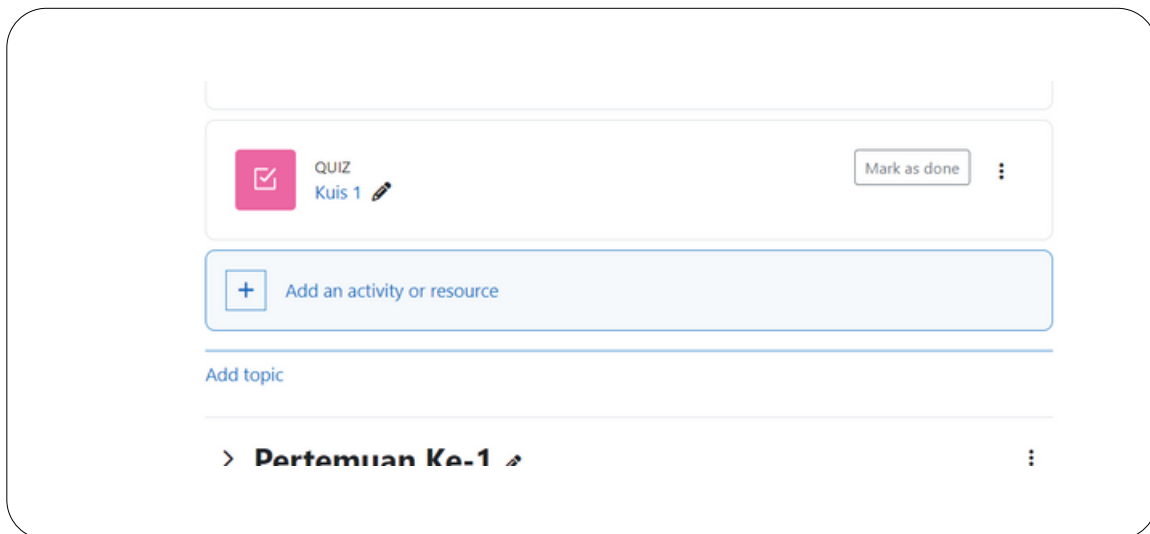 QUIZ
Kuis 1
Mark as done
Add an activity or resource
Add topic
Pertemuan Ke-1